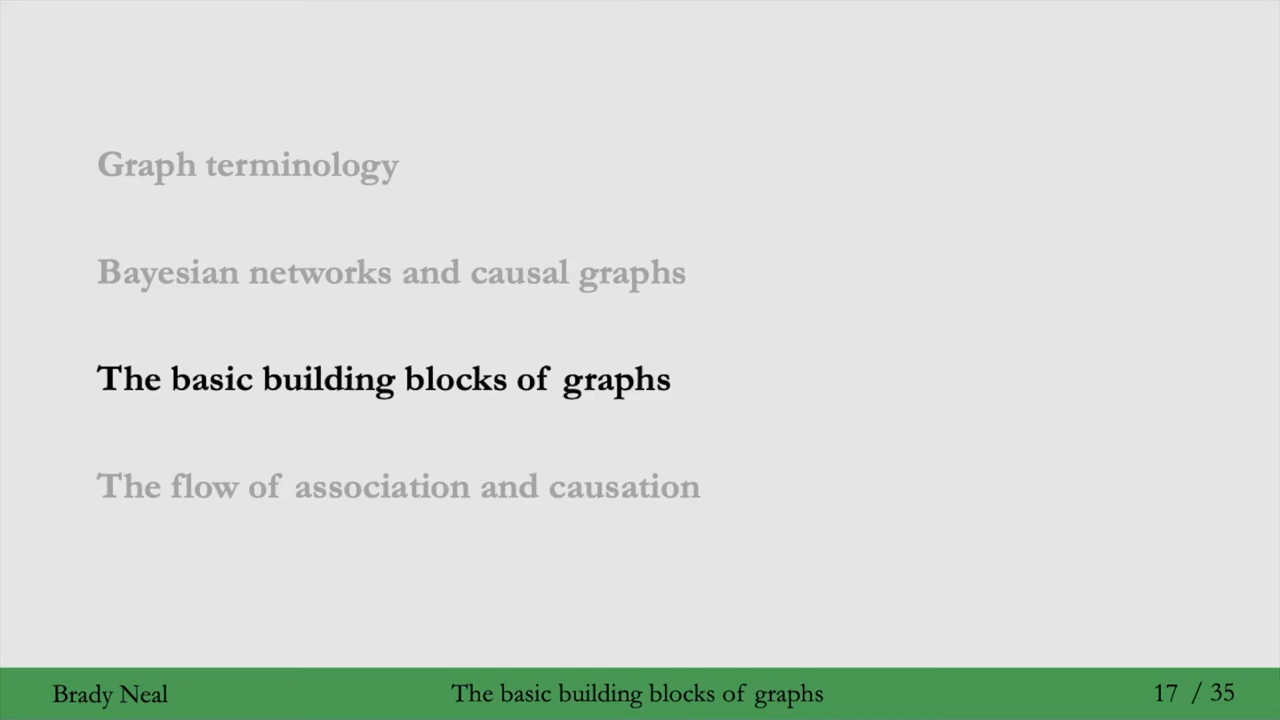 Graph terminology
Bayesian networks and causal graphs
The basic building blocks of graphs
The flow of association and causation
Brady Neal
The basic building blocks of graphs
17 / 35